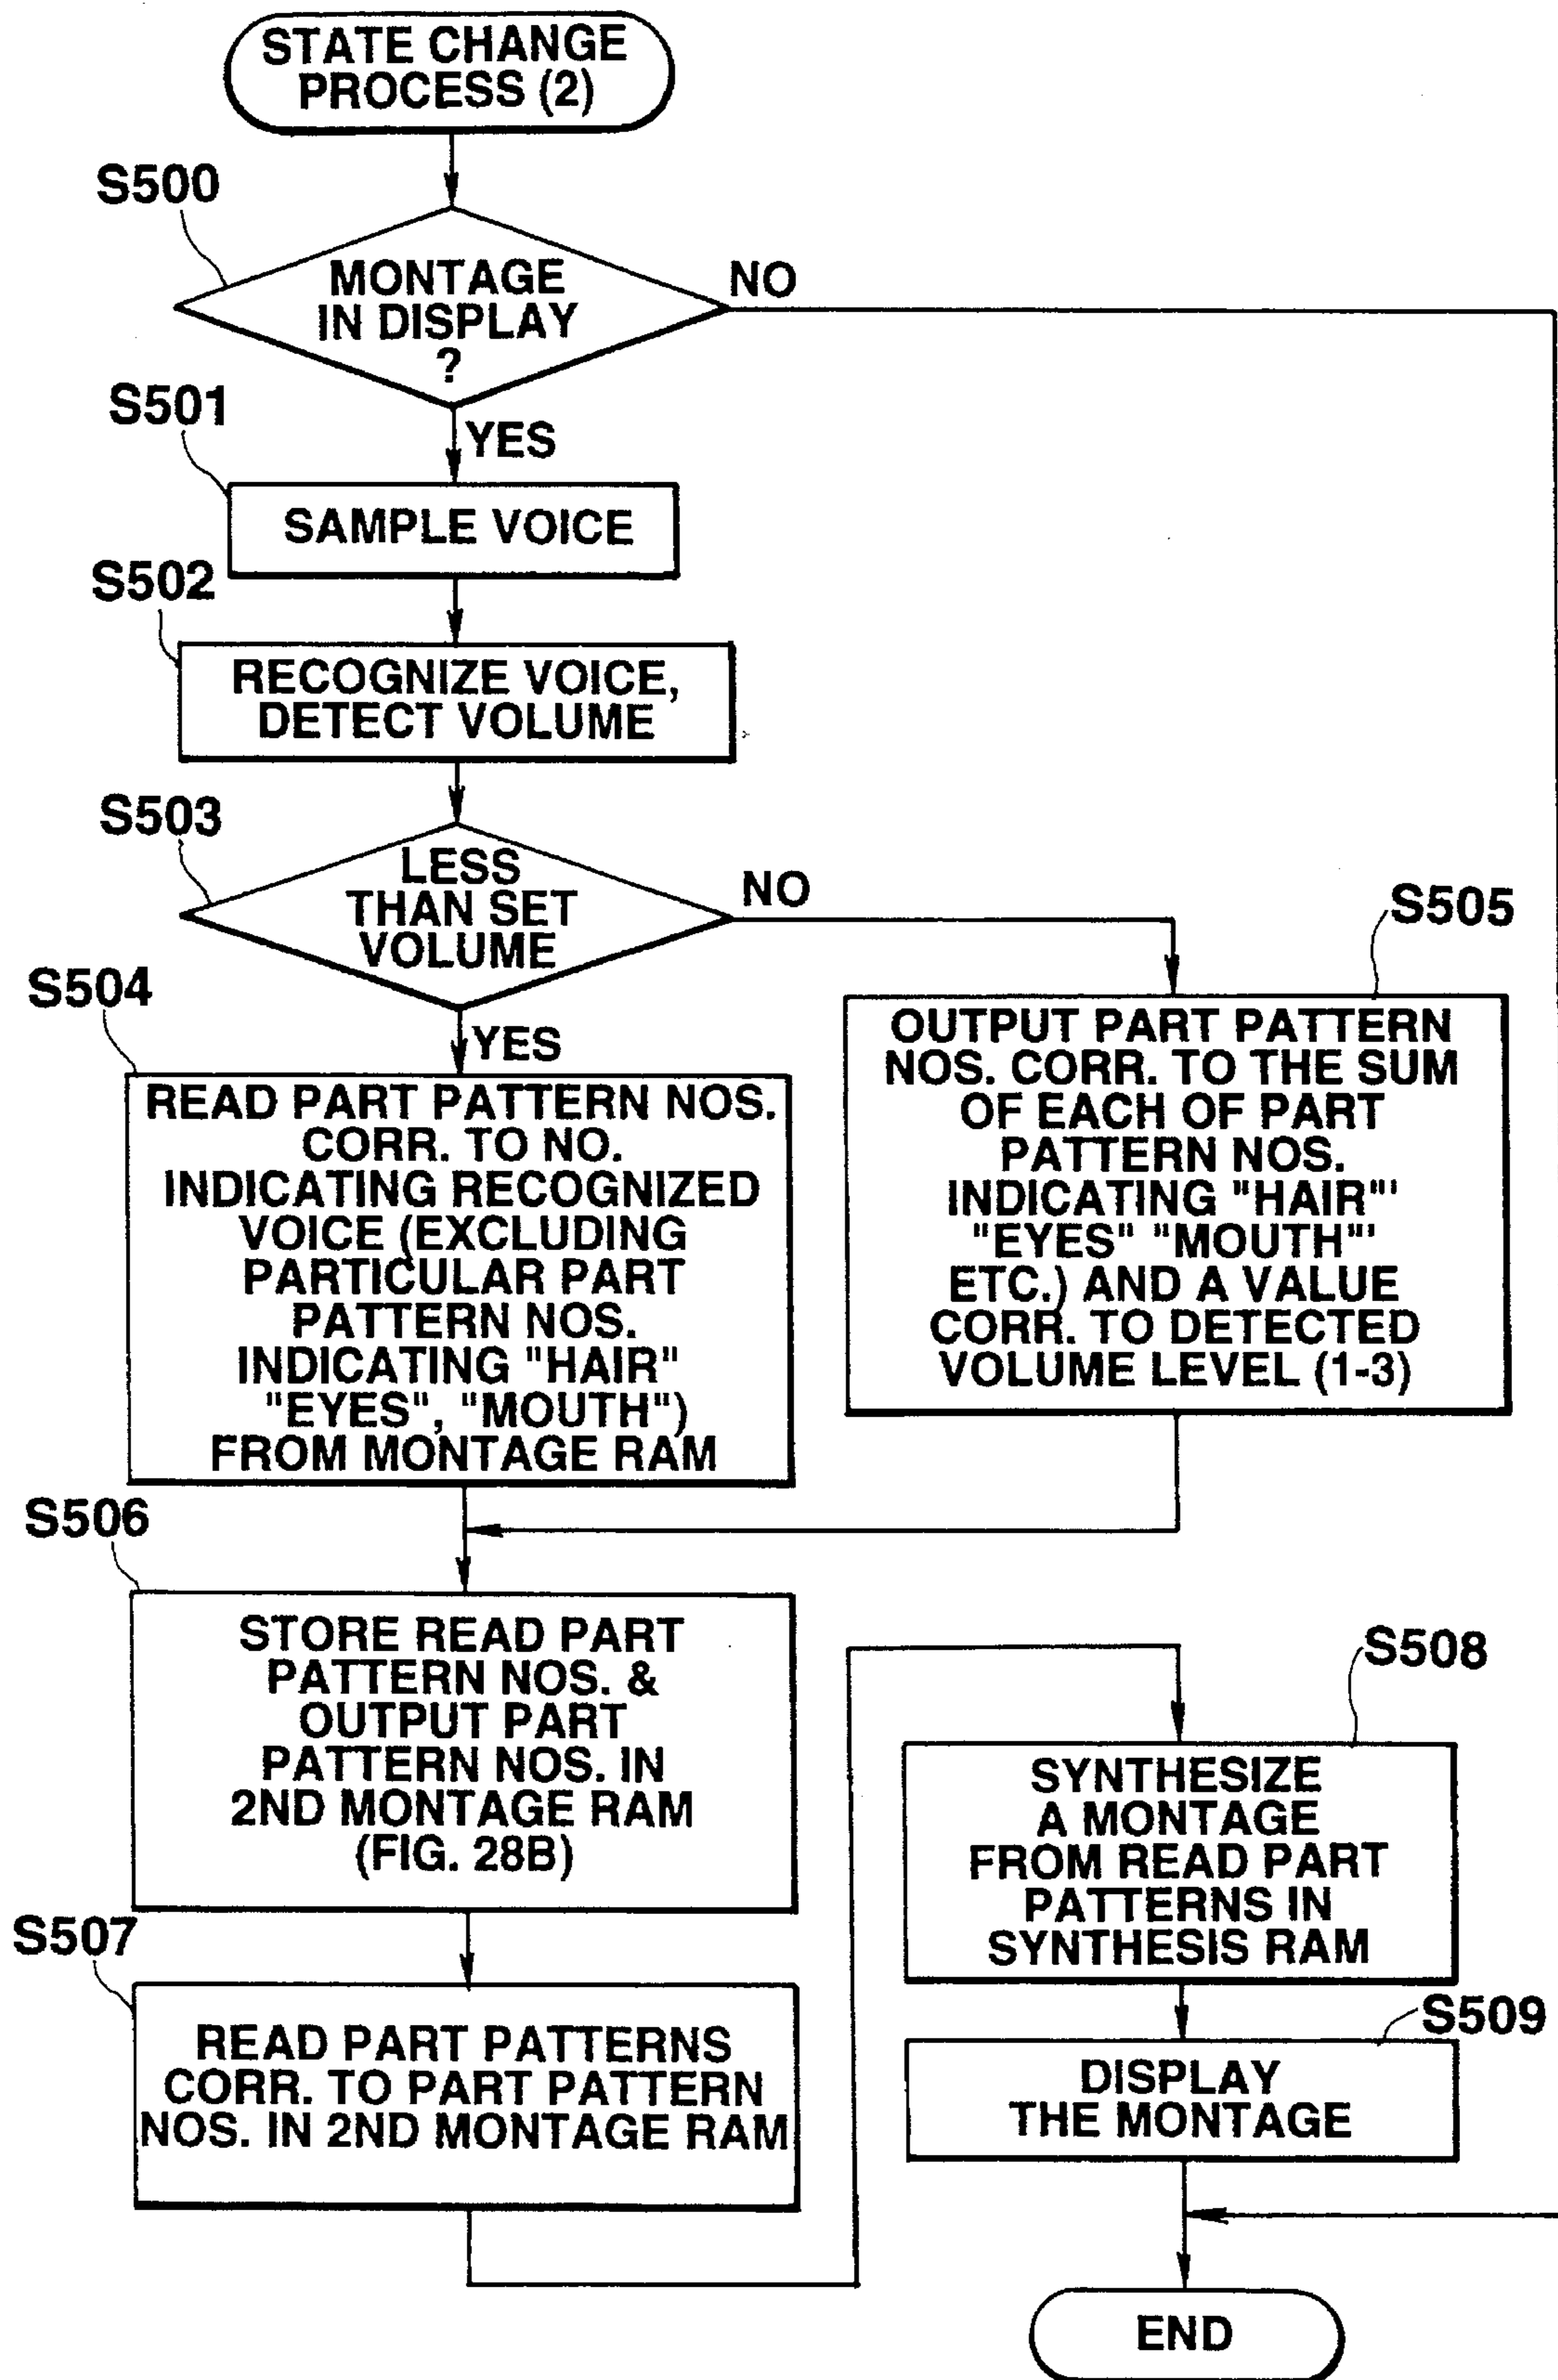 STATE CHANGE
PROCESS (2)
S500
MONTAGE
IN DISPLAY
?
NO
S501
YES
SAMPLE VOICE
S502
RECOGNIZE VOICE,
DETECT VOLUME
S503
LESS
THAN SET
VOLUME
NO
S504
YES
READ PART PATTERN NOS.
CORR. TO NO.
INDICATING RECOGNIZED
VOICE (EXCLUDING
PARTICULAR PART
PATTERN NOS.
INDICATING "HAIR"
"EYES", "MOUTH")
FROM MONTAGE RAM
S505
OUTPUT PART PATTERN
NOS. CORR. TO THE SUM
OF EACH OF PART
PATTERN NOS.
INDICATING "HAIR"'
"EYES" "MOUTH"'
ETC.) AND A VALUE
CORR. TO DETECTED
VOLUME LEVEL (1-3)
S506
STORE READ PART
PATTERN NOS. &
OUTPUT PART
PATTERN NOS. IN
2ND MONTAGE RAM
(FIG. 28B)
S507
READ PART PATTERNS
CORR. TO PART PATTERN
NOS. IN 2ND MONTAGE RAM
S508
SYNTHESIZE
A MONTAGE
FROM READ PART
PATTERNS IN
SYNTHESIS RAM
S509
DISPLAY
THE MONTAGE
END